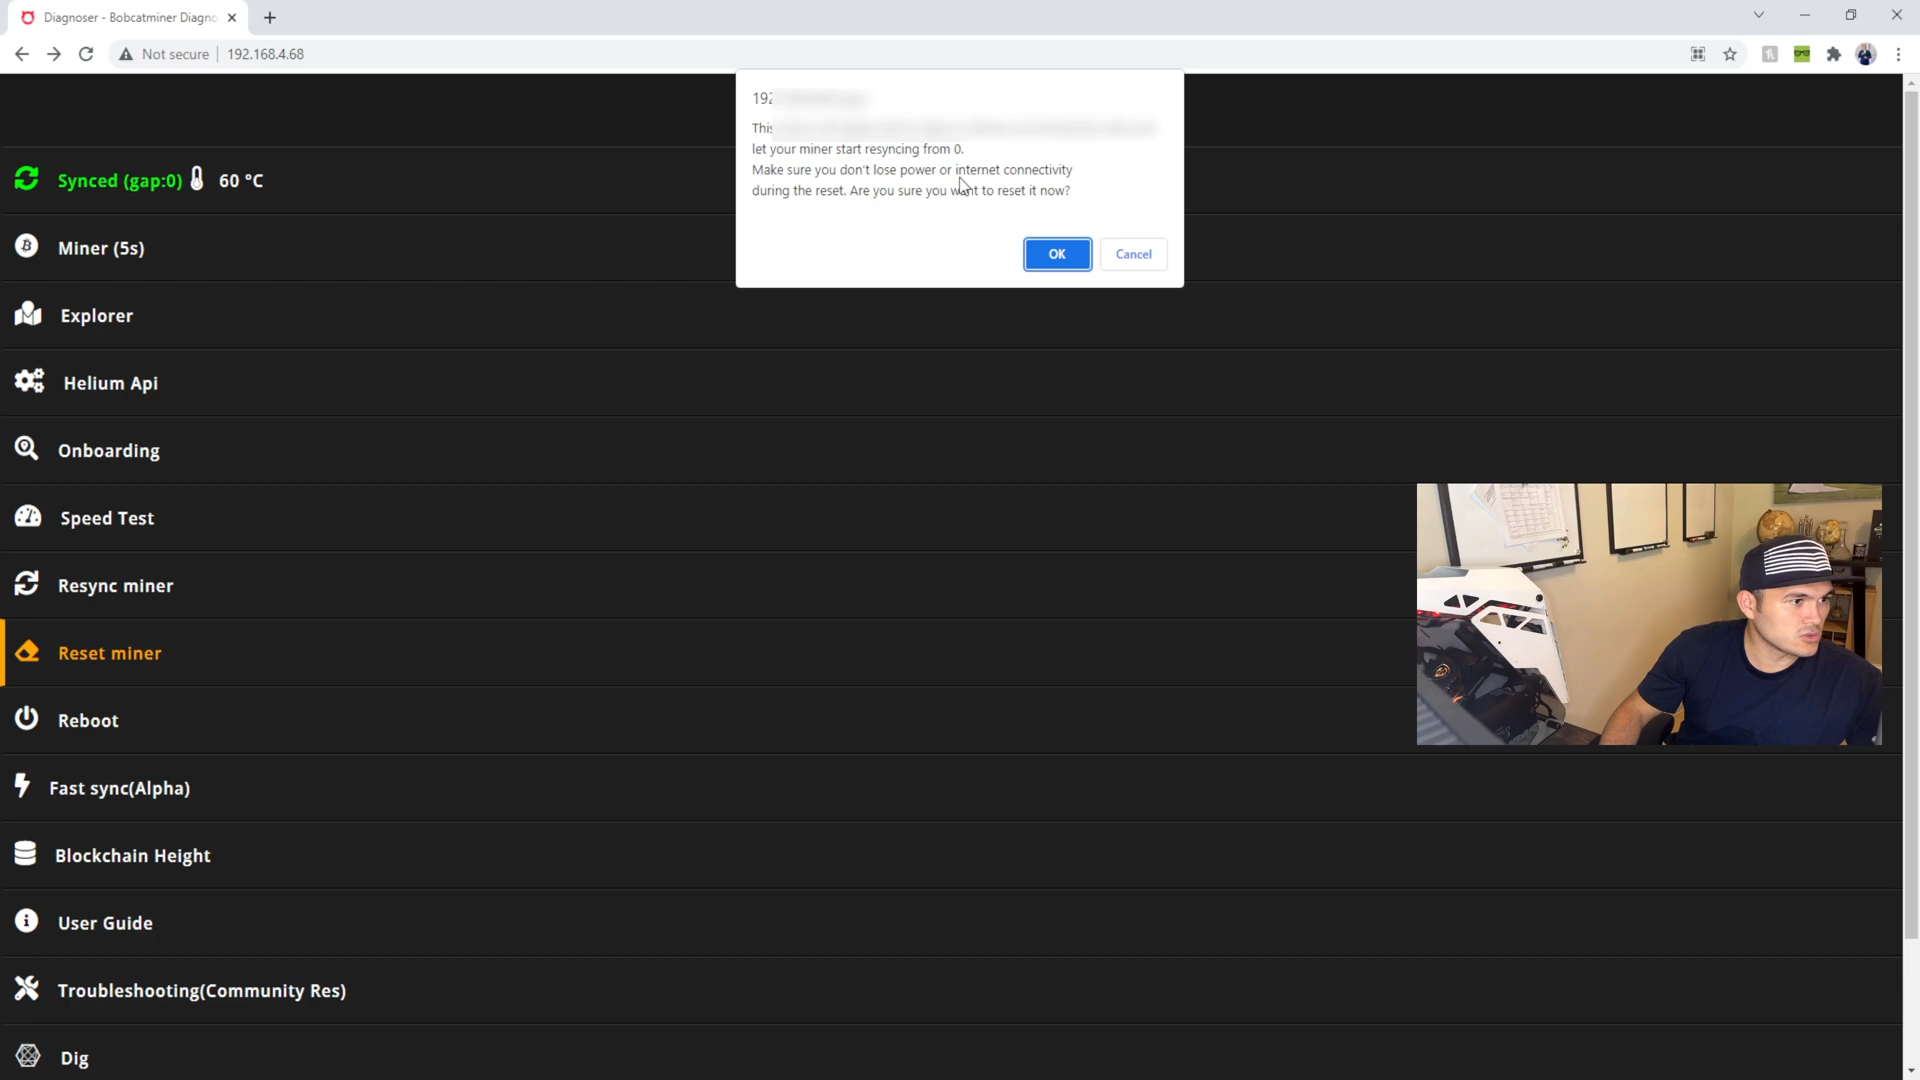 Diagnoser - Bobcatminer Diagno
Not secure
192.168.4.68
192
This
let your miner start resyncing from 0.
Make sure you don't lose power or internet connectivity
during the reset. Are you sure you want to reset it now?
OK
Cancel
Synced (gap:0) 60 °C
Miner (5s)
Explorer
Helium Api
Onboarding
Speed Test
Resync miner
Reset miner
Reboot
Fast sync(Alpha)
Blockchain Height
User Guide
Troubleshooting(Community Res)
Dig